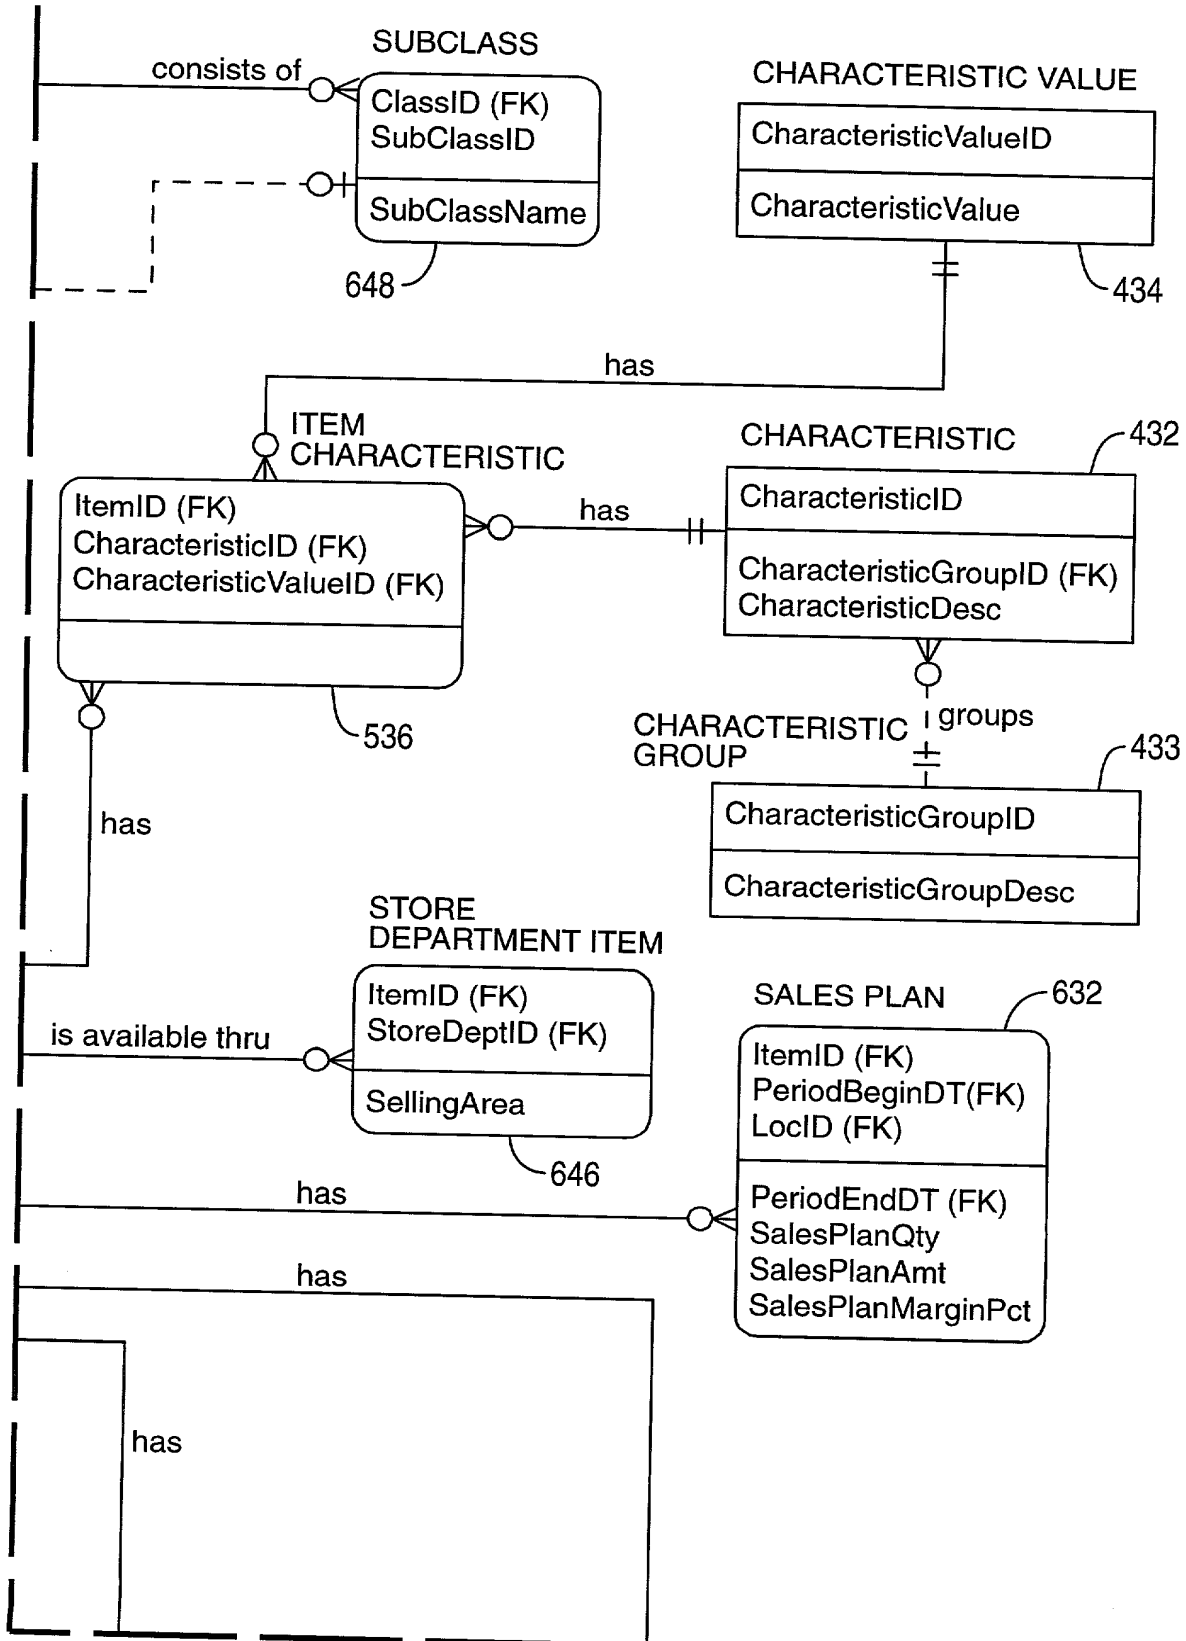 SUBCLASS
consists of
ClassID (FK)
SubClassID
SubClassName
648
CHARACTERISTIC VALUE
CharacteristicValueID
CharacteristicValue
434
has
ITEM
CHARACTERISTIC
ItemID (FK)
CharacteristicID (FK)
CharacteristicValueID (FK)
536
has
CHARACTERISTIC
432
CharacteristicID
CharacteristicGroupID (FK)
CharacteristicDesc
groups
CHARACTERISTIC
GROUP
433
CharacteristicGroupID
CharacteristicGroupDesc
has
STORE
DEPARTMENT ITEM
is available thru
ItemID (FK)
StoreDeptID (FK)
SellingArea
646
SALES PLAN
632
ItemID (FK)
PeriodBeginDT(FK)
LocID (FK)
PeriodEndDT (FK)
SalesPlanQty
SalesPlanAmt
SalesPlanMarginPct
has
has
has